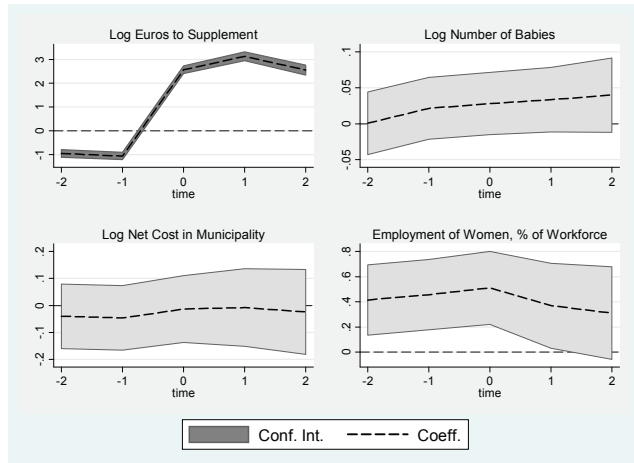 Log Euros to Supplement
3
2
1
0
-1
-2 -1 0 1 2
time
Log Number of Babies
.1
.05
0
-.05
-2 -1 0 1 2
time
Log Net Cost in Municipality
.2
.1
0
-.1
-.2
-2 -1 0 1 2
time
Employment of Women, % of Workforce
.8
.6
.4
.2
0
-2 -1 0 1 2
time
Conf. Int. Coeff.